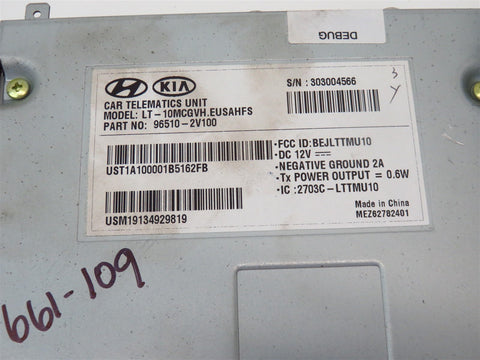 DEBUG
HYUNDAI KIA
S/N : 303004566
CAR TELEMATICS UNIT
MODEL: LT-10MCGVH.EUSAHFS
PART NO: 96510-2V100
3
y
UST1A100001B5162FB
USM19134929819
•FCC ID:BEJLTTMU10
•DC 12V
•NEGATIVE GROUND 2A
•Tx POWER OUTPUT = 0.6W
•IC :2703C-LTTMU10
Made in China
MEZ62782401
661-109